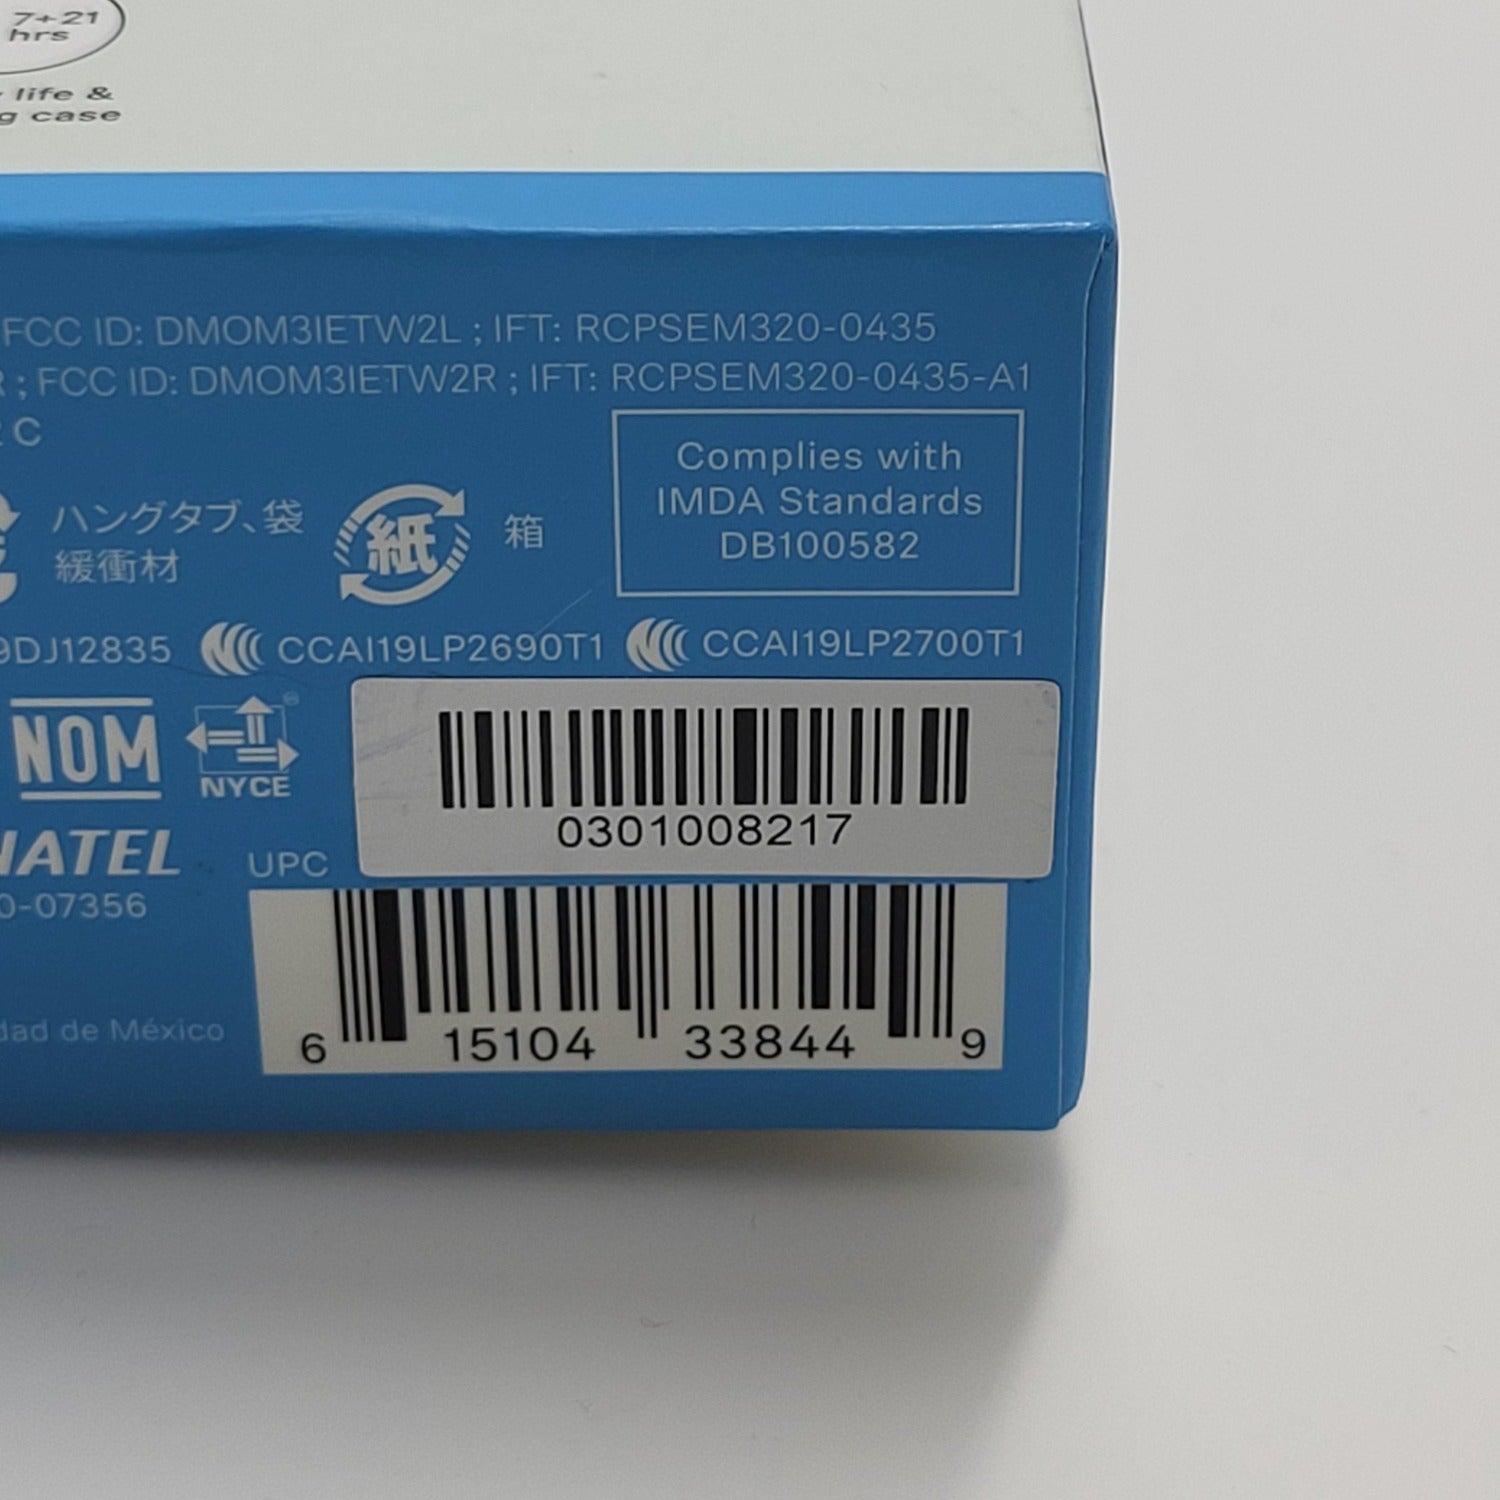 7+21
hrs
life &
case
FCC ID: DMOM3IETW2L ; IFT: RCPSEM320-0435
; FCC ID: DMOM3IETW2R ; IFT: RCPSEM320-0435-A1
C
Complies with
IMDA Standards
DB100582
ハングタブ、袋
緩衝材
紙
箱
9DJ12835
CCAI19LP2690T1
CCAI19LP2700T1
NOM
NYCE
0301008217
NATEL
UPC
0-07356
dad de México
6 15104 33844 9